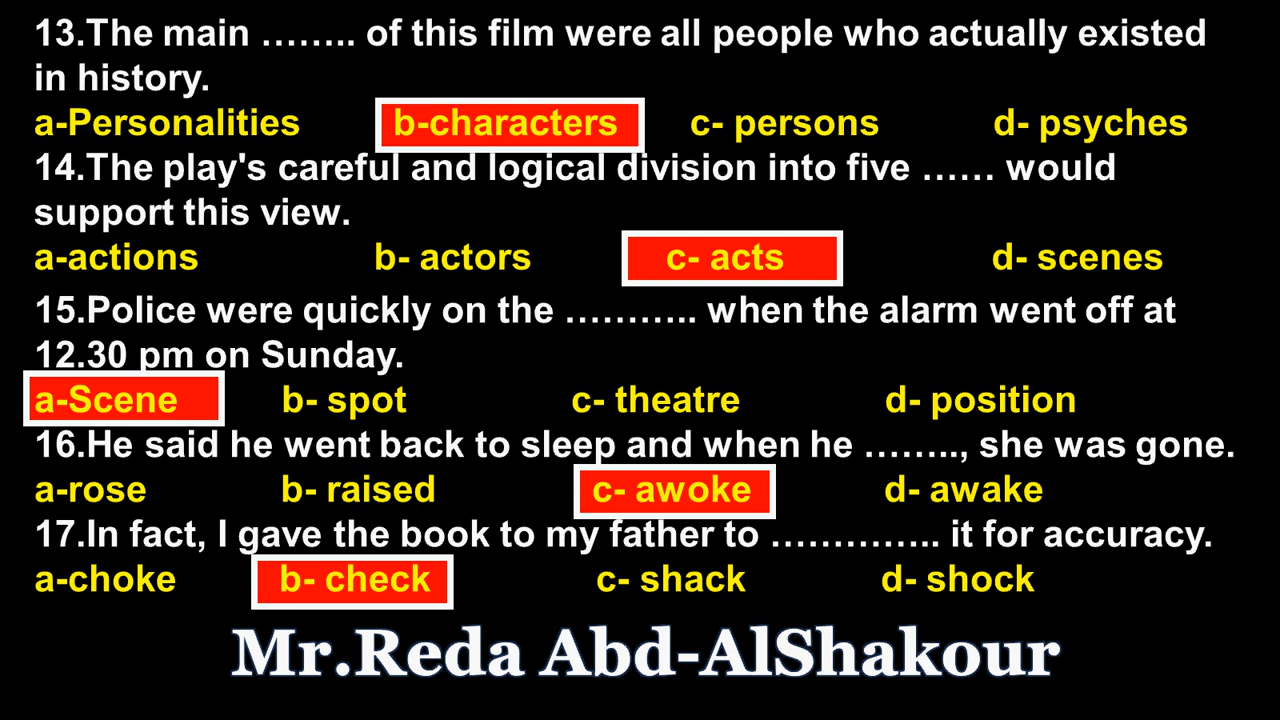 13.The main …….. of this film were all people who actually existed
in history.
a-Personalities b-characters c- persons d- psyches
14.The play's careful and logical division into five …… would
support this view.
a-actions b- actors c- acts d- scenes
15.Police were quickly on the ……….. when the alarm went off at
12.30 pm on Sunday.
a-Scene b- spot c- theatre d- position
16.He said he went back to sleep and when he …….., she was gone.
a-rose b- raised c- awoke d- awake
17.In fact, I gave the book to my father to ………….. it for accuracy.
a-choke b- check c- shack d- shock
Mr.Reda Abd-AlShakour